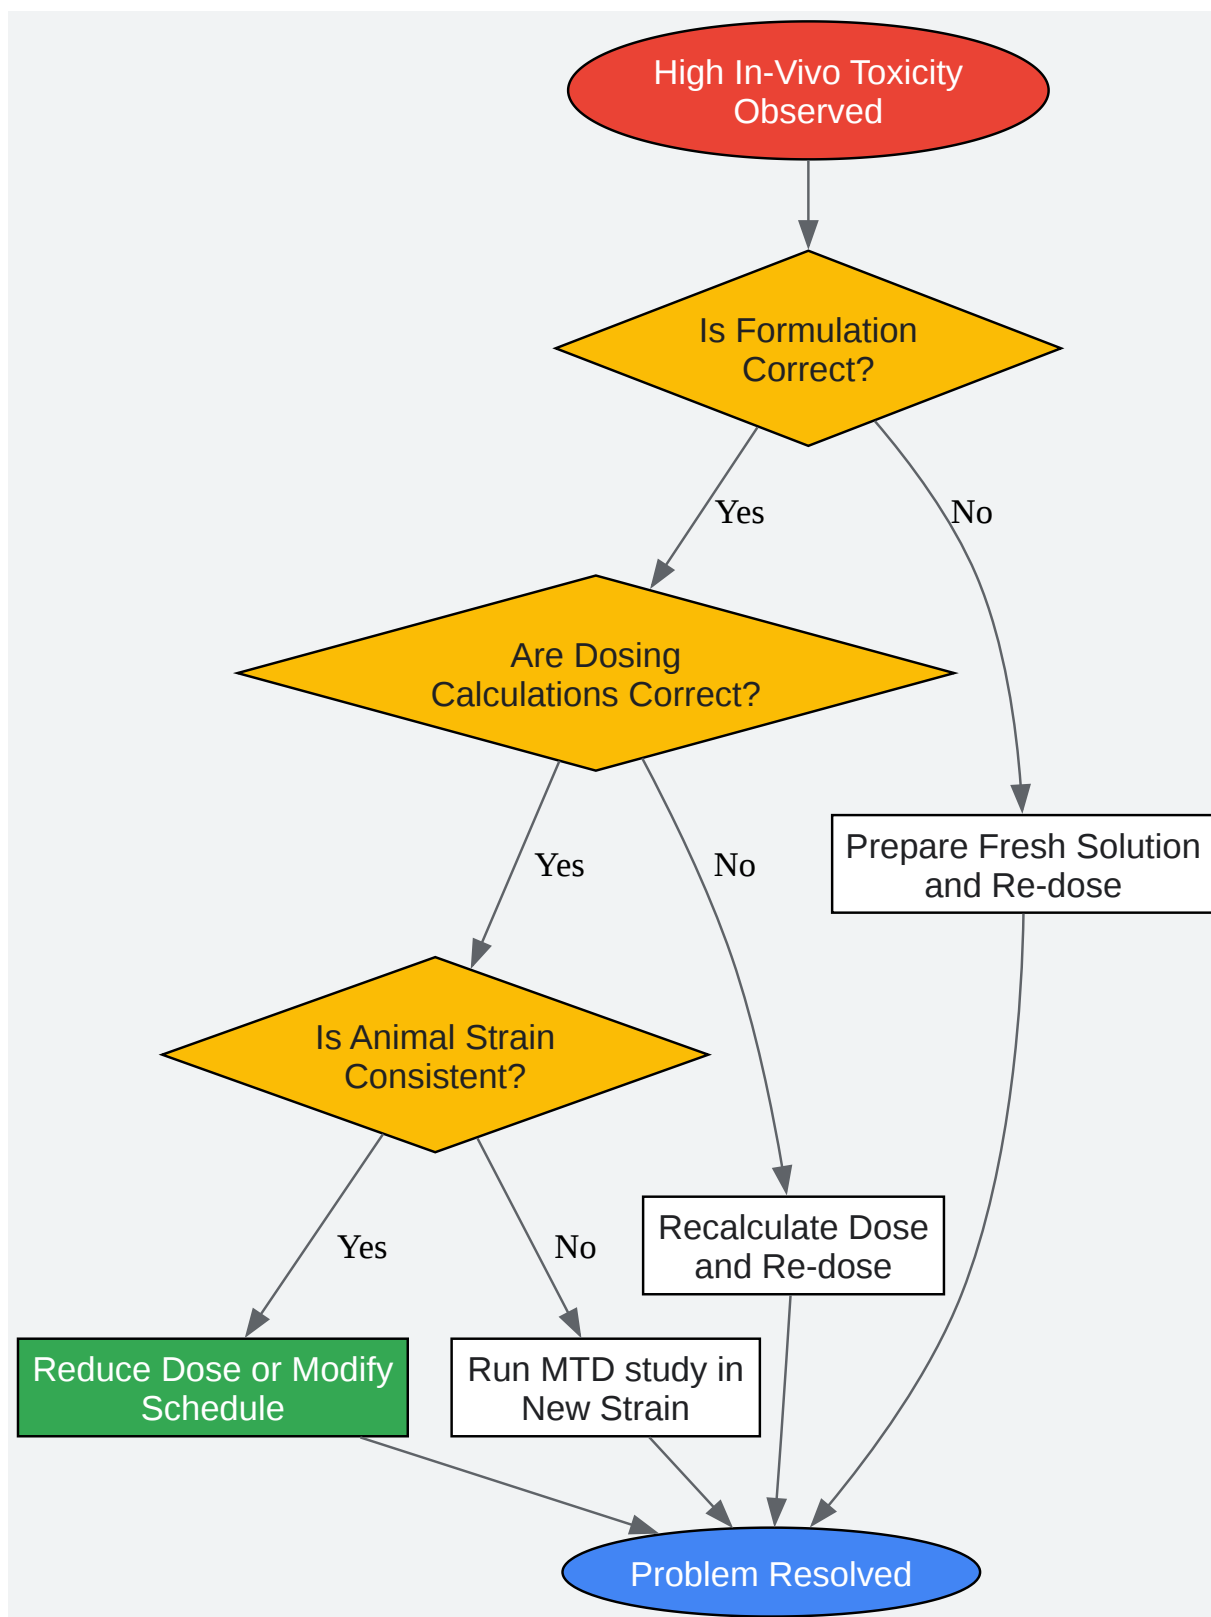 High In-Vivo Toxicity
Observed
Is Formulation
Correct?
Yes
No
Are Dosing
Calculations Correct?
Yes
No
Prepare Fresh Solution
and Re-dose
Is Animal Strain
Consistent?
Yes
No
Recalculate Dose
and Re-dose
Reduce Dose or Modify
Schedule
Run MTD study in
New Strain
Problem Resolved